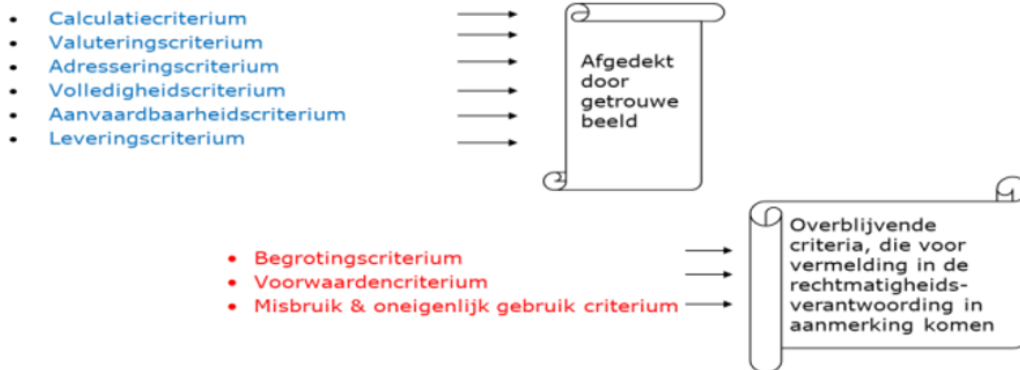 • Calculatiecriterium
• Valuteringscriterium
• Adresseringscriterium
• Volledigheidscriterium
• Aanvaardbaarheidscriterium
• Leveringscriterium
Afgedekt
door
getrouwe
beeld
• Begrotingscriterium
• Voorwaardencriterium
• Misbruik & oneigenlijk gebruik criterium
Overblijvende
criteria, die voor
vermelding in de
rechtmatigheids-
verantwoording in
aanmerking komen